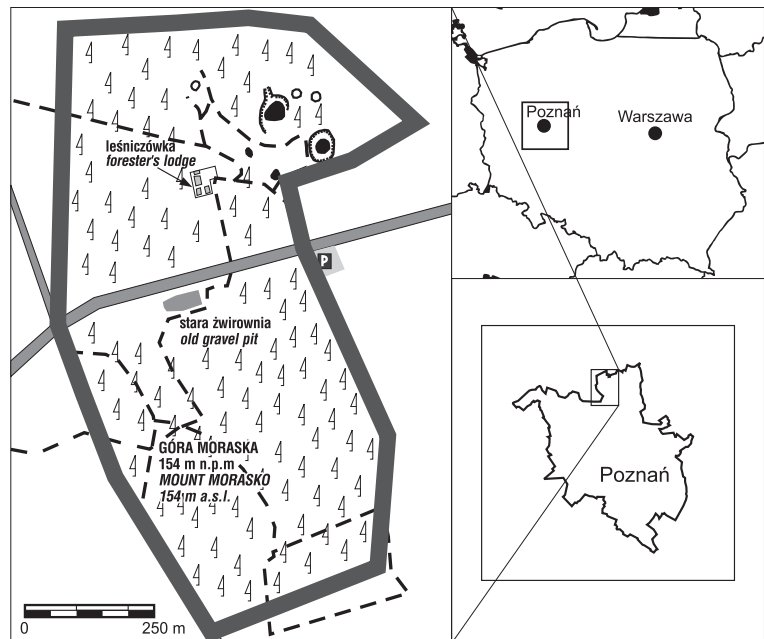 leśniczówka
forester's lodge
P
stara żwirownia
old gravel pit
GÓRA MORASKA
154 m n.p.m
MOUNT MORASKO
154 m a.s.l.
0 250 m
Poznań
Warszawa
Poznań